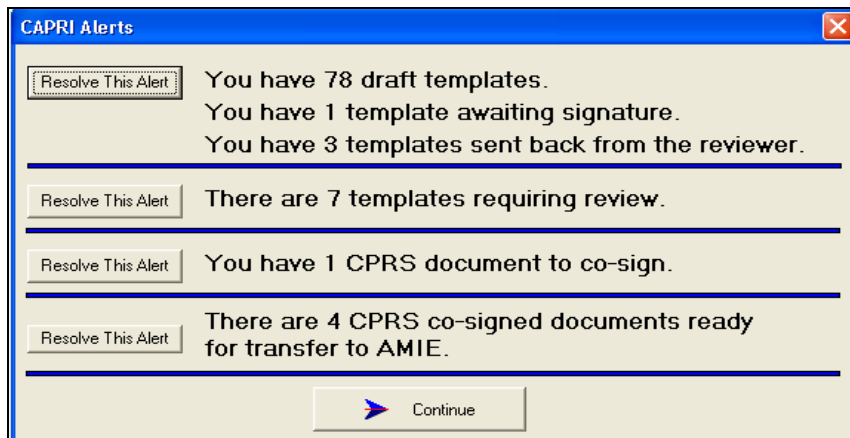 CAPRI Alerts
Resolve This Alert
You have 78 draft templates.
You have 1 template awaiting signature.
You have 3 templates sent back from the reviewer.
Resolve This Alert
There are 7 templates requiring review.
Resolve This Alert
You have 1 CPRS document to co-sign.
Resolve This Alert
There are 4 CPRS co-signed documents ready
for transfer to AMIE.
Continue